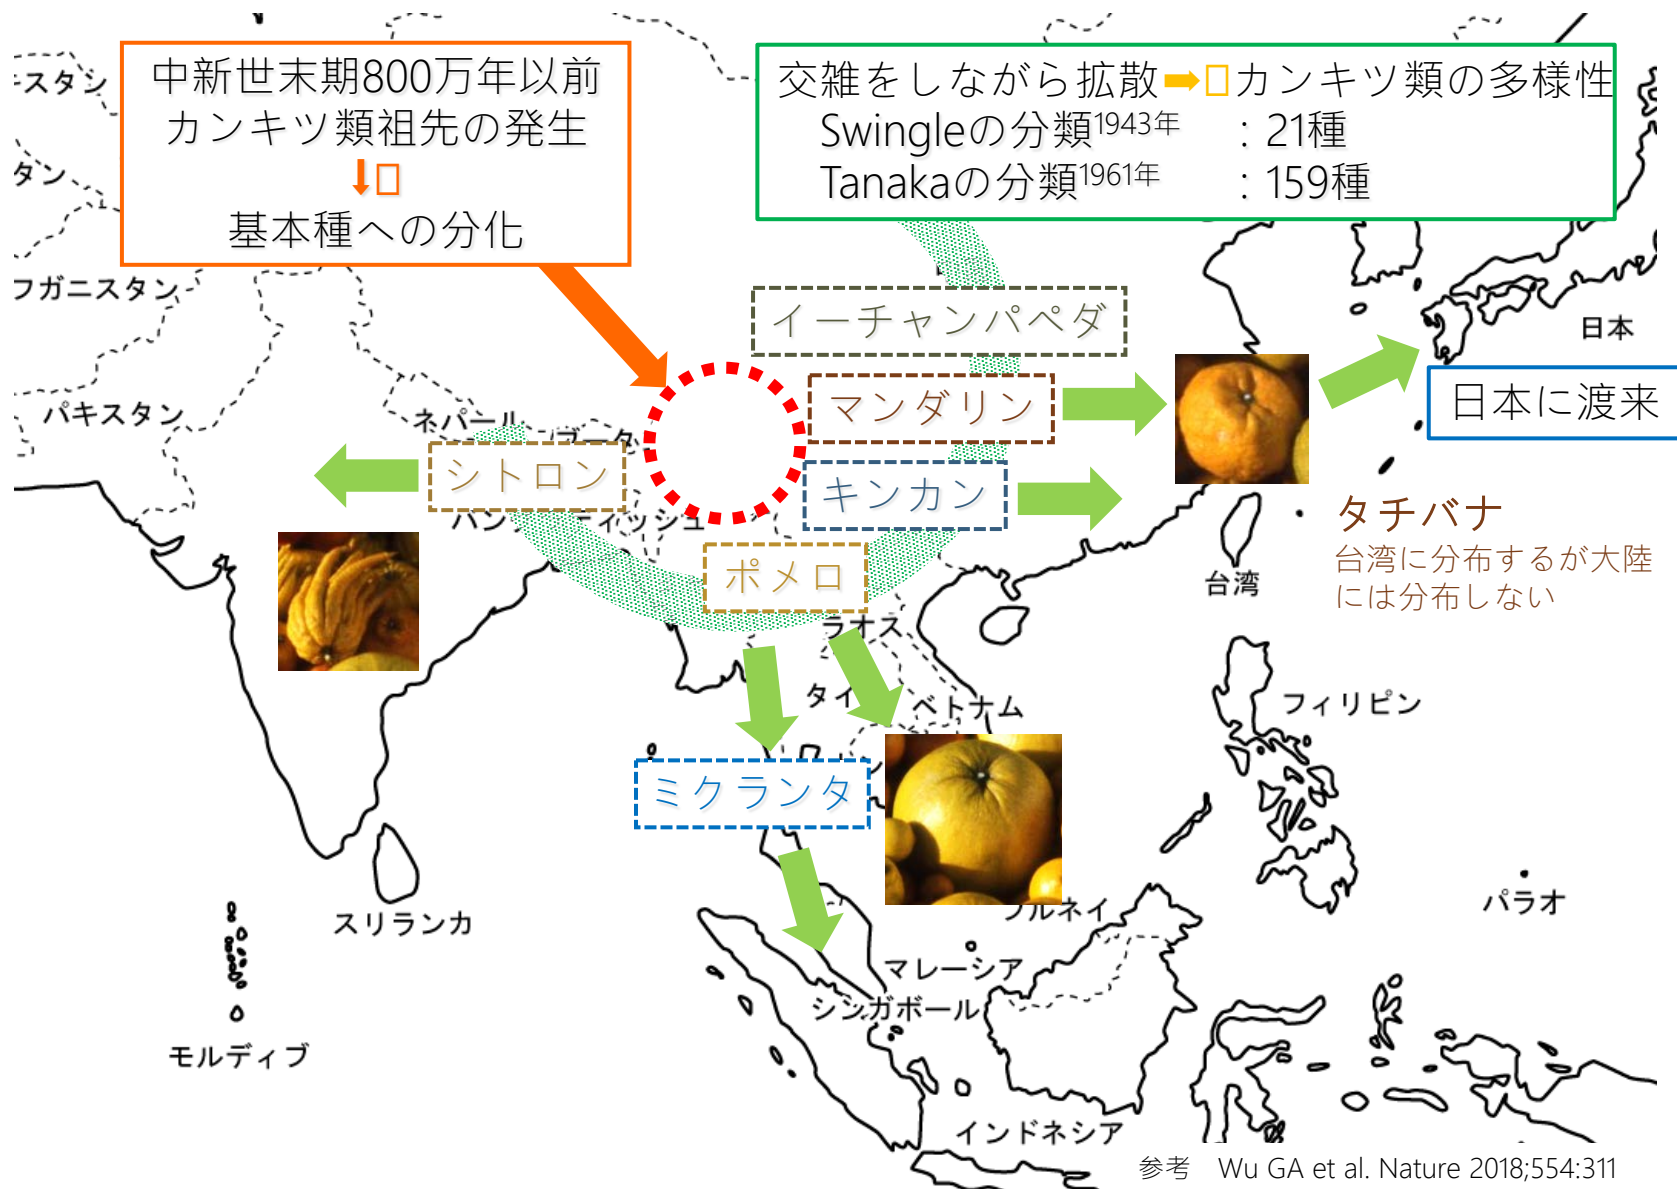 中新世末期800万年以前
カンキツ類祖先の発生
基本種への分化
交雑をしながら拡散 カンキツ類の多様性
Swingleの分類1943年 : 21種
Tanakaの分類1961年 : 159種
タン
フガニスタン
パキスタン
ネパール
イーチャンパペダ
マンダリン
シトロン
キンカン
ポメロ
ミクランタ
日本
日本に渡来
タチバナ
台湾に分布するが大陸
には分布しない
台湾
ラオス
タイ
ベトナム
フィリピン
パラオ
スリランカ
モルディブ
ブルネイ
マレーシア
シンガポール
インドネシア
参考 Wu GA et al. Nature 2018;554:311